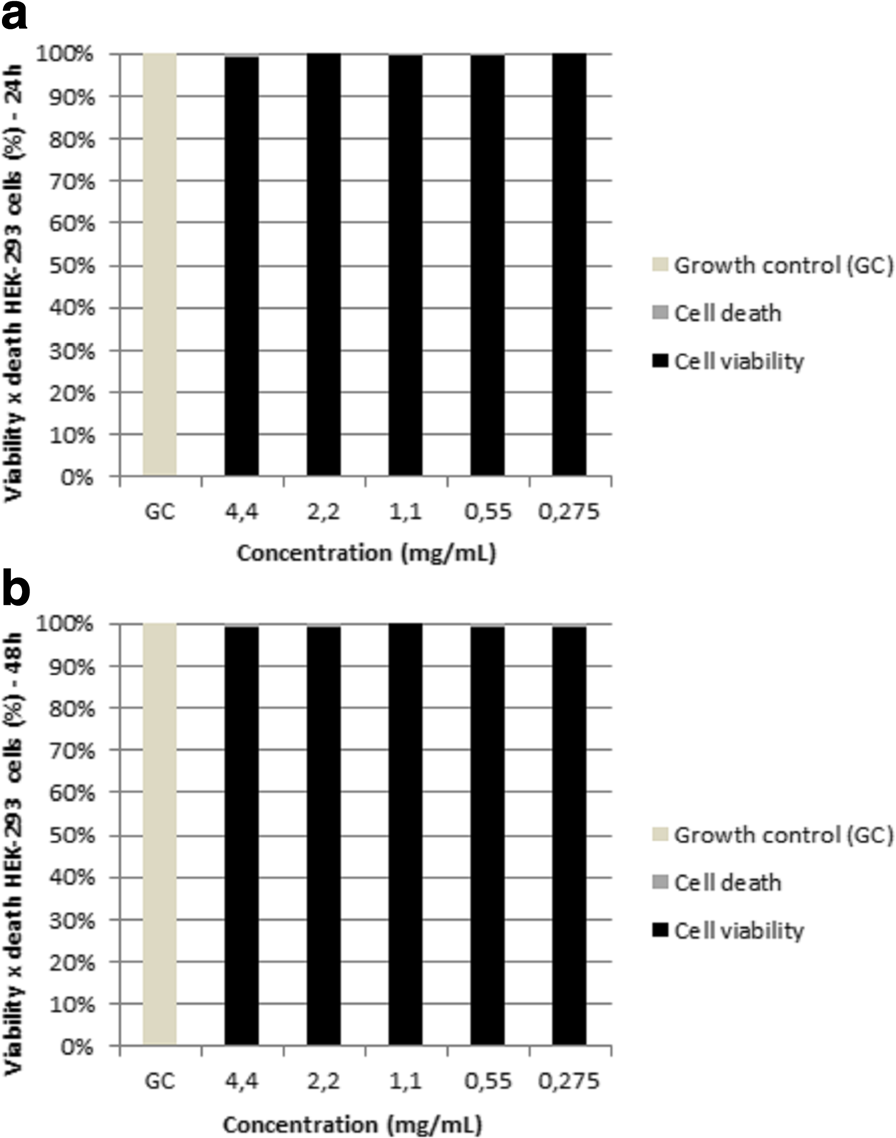 a
Viability x death HEK-293 cells (%) - 24h
100%
90%
80%
70%
60%
50%
40%
30%
20%
10%
0%
GC 4,4 2,2 1,1 0,55 0,275
Concentration (mg/mL)
Growth control (GC)
Cell death
Cell viability
b
Viability x death HEK-293 cells (%) - 48h
100%
90%
80%
70%
60%
50%
40%
30%
20%
10%
0%
GC 4,4 2,2 1,1 0,55 0,275
Concentration (mg/mL)
Growth control (GC)
Cell death
Cell viability